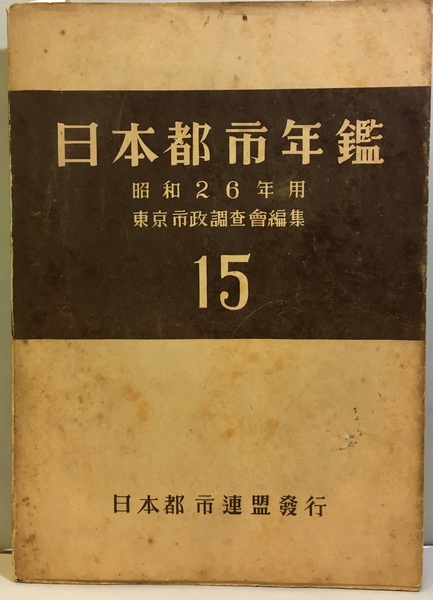 日本都市年鑑
昭和26年用
東京市政調査會編集
15
日本都市連盟發行